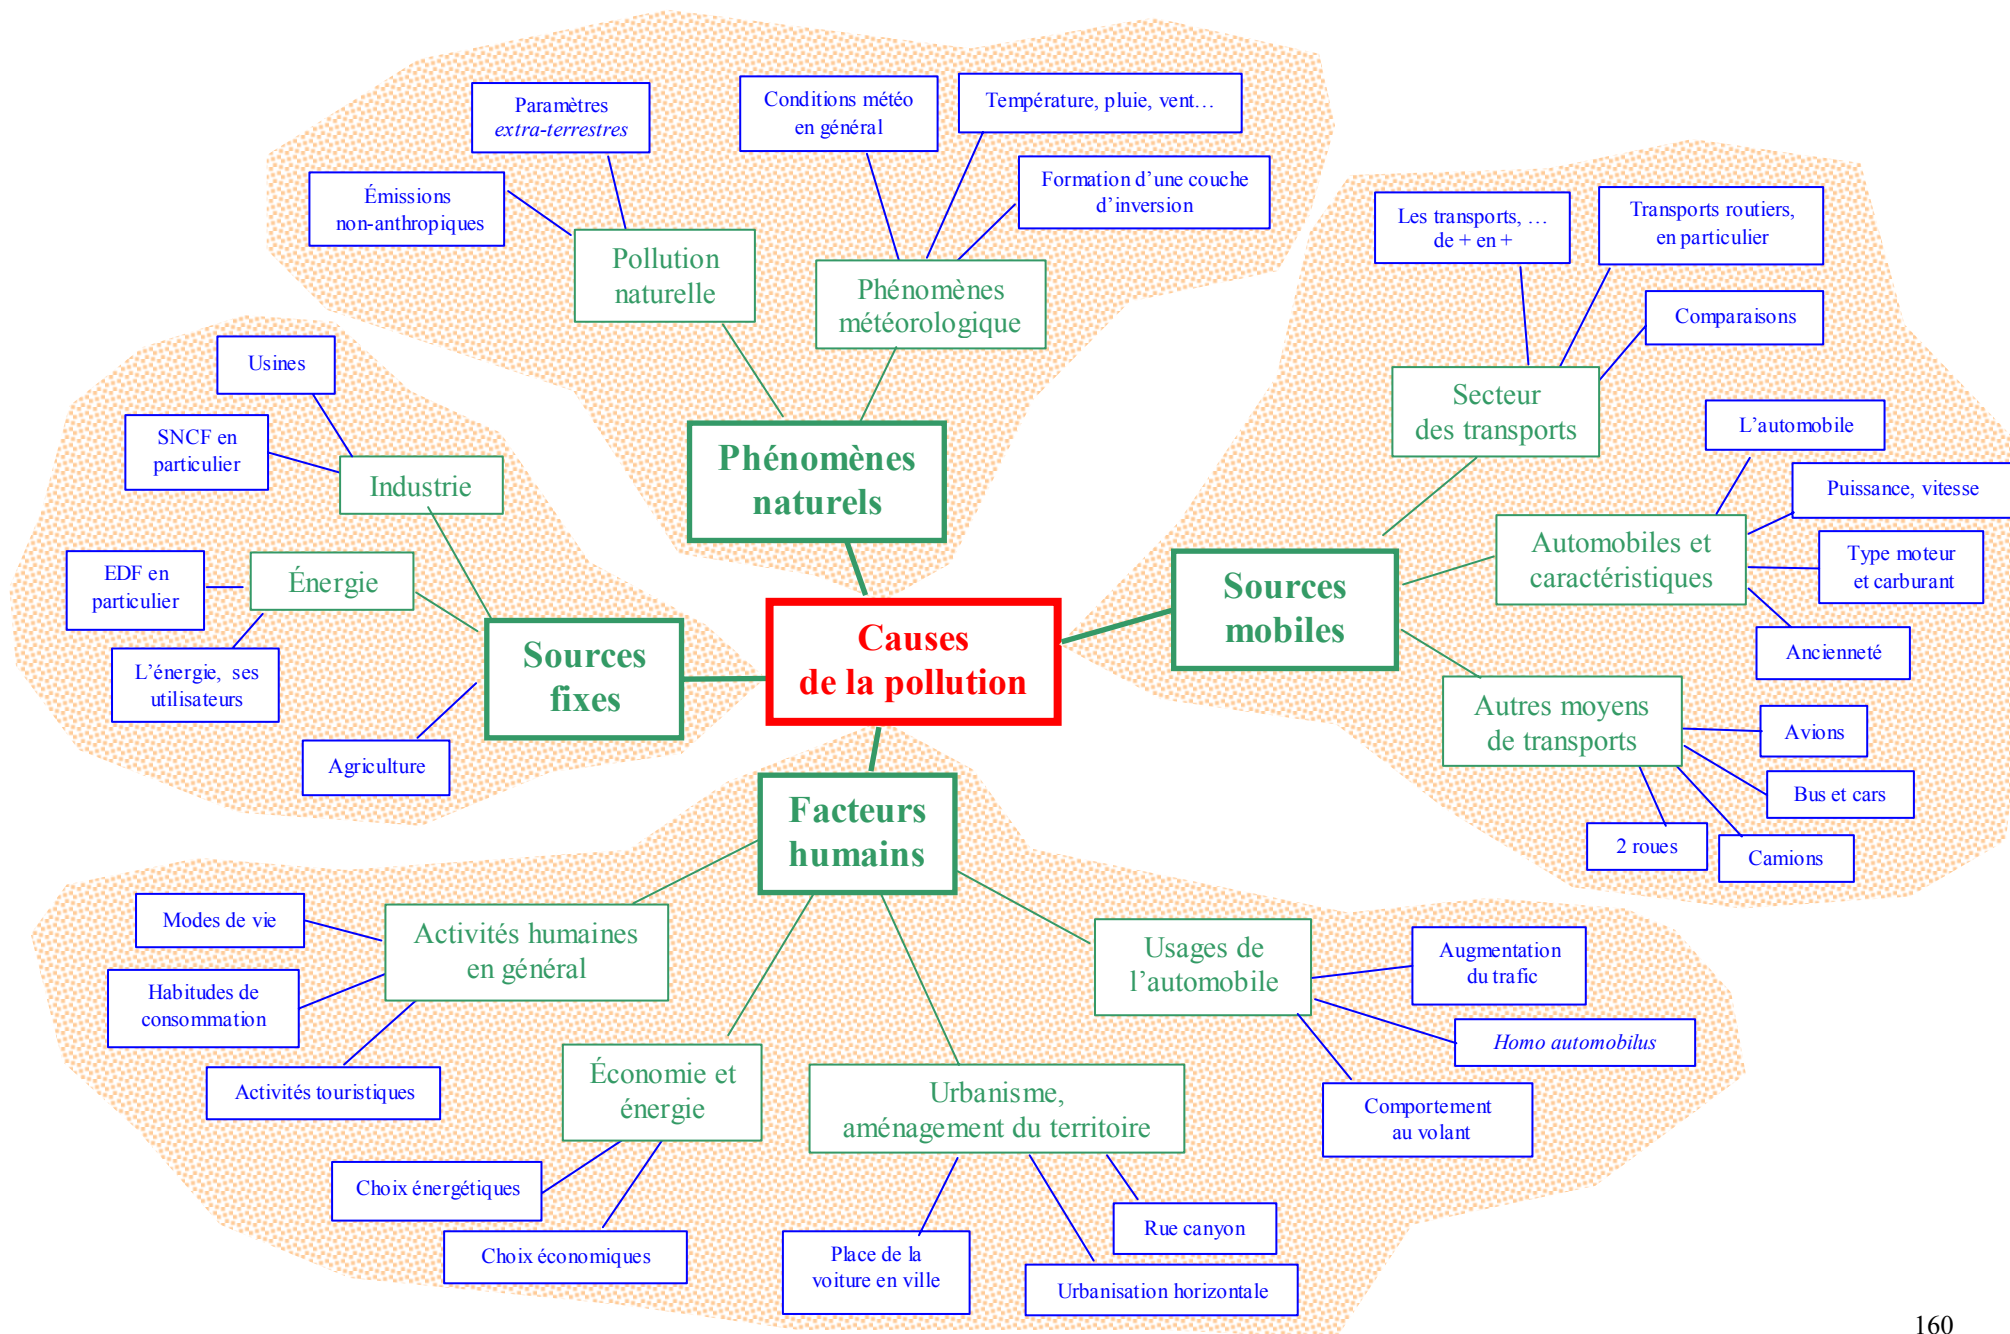 Paramètres
extra-terrestres
Conditions météo
en général
Température, pluie, vent…
Émissions
non-anthropiques
Formation d’une couche
d’inversion
Pollution
naturelle
Phénomènes
météorologique
Phénomènes
naturels
Les transports, …
de + en +
Transports routiers,
en particulier
Comparaisons
Secteur
des transports
L’automobile
Puissance, vitesse
Automobiles et
caractéristiques
Type moteur
et carburant
Ancienneté
Sources
mobiles
Autres moyens
de transports
Avions
Bus et cars
Camions
2 roues
Usines
SNCF en
particulier
Industrie
EDF en
particulier
Énergie
L’énergie, ses
utilisateurs
Agriculture
Sources
fixes
Causes
de la pollution
Facteurs
humains
Modes de vie
Activités humaines
en général
Habitudes de
consommation
Activités touristiques
Économie et
énergie
Choix énergétiques
Choix économiques
Urbanisme,
aménagement du territoire
Place de la
voiture en ville
Urbanisation horizontale
Rue canyon
Usages de
l’automobile
Augmentation
du trafic
Homo automobilus
Comportement
au volant
160